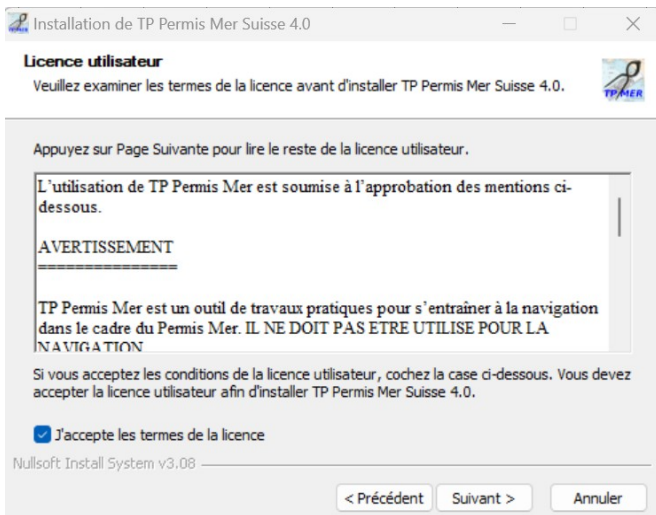 Installation de TP Permis Mer Suisse 4.0
Licence utilisateur
Veuillez examiner les termes de la licence avant d'installer TP Permis Mer Suisse 4.0.
TP MER
Appuyez sur Page Suivante pour lire le reste de la licence utilisateur.
L'utilisation de TP Permis Mer est soumise à l'approbation des mentions ci-
dessous.
AVERTISSEMENT
===============
TP Permis Mer est un outil de travaux pratiques pour s'entraîner à la navigation
dans le cadre du Permis Mer. IL NE DOIT PAS ETRE UTILISE POUR LA
NAVIGATION
Si vous acceptez les conditions de la licence utilisateur, cochez la case ci-dessous. Vous devez
accepter la licence utilisateur afin d'installer TP Permis Mer Suisse 4.0.
J'accepte les termes de la licence
Nullsoft Install System v3.08
< Précédent Suivant > Annuler